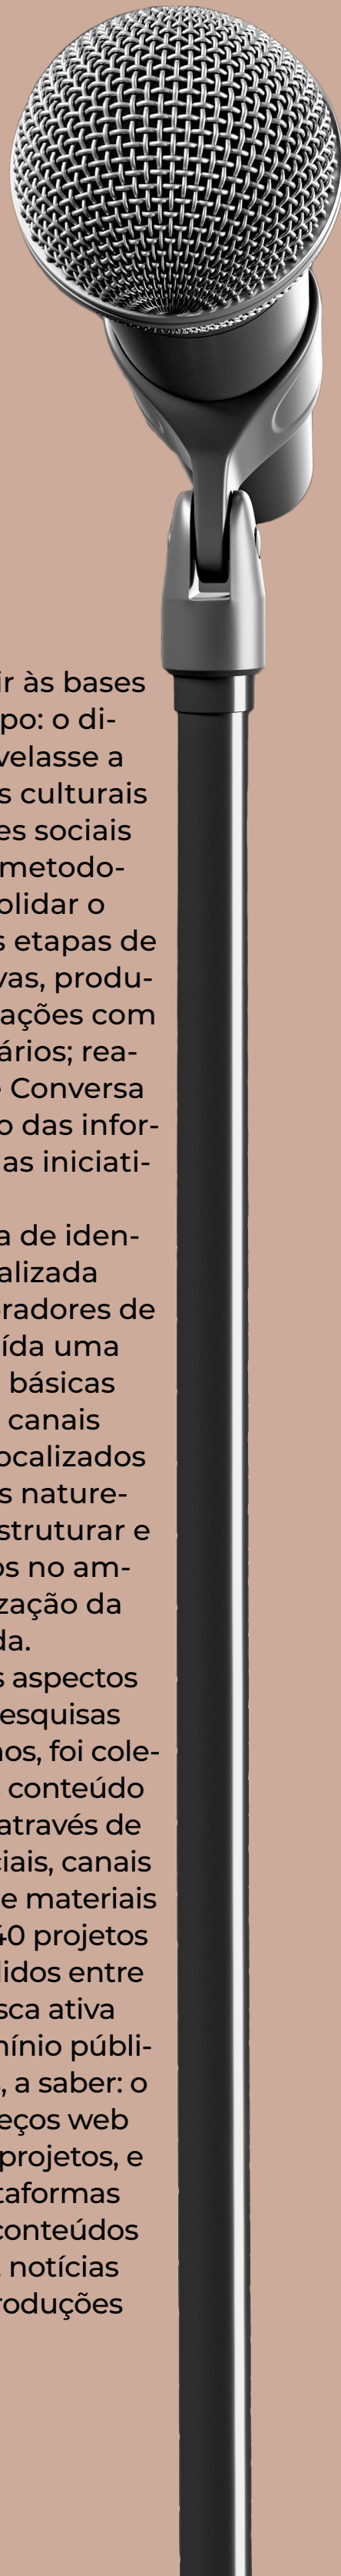 ir às bases
po: o di-
velasse a
s culturais
es sociais
metodo-
olidar o
s etapas de
vas, produ-
ações com
ários; rea-
e Conversa
o das infor-
as iniciati-
a de iden-
alizada
radores de
ída uma
básicas
canais
ocalizados
s nature-
struturar e
os no am-
zação da
da.
s aspectos
esquisas
nos, foi cole-
conteúdo
através de
ciais, canais
e materiais
40 projetos
lidos entre
sca ativa
mínio públi-
, a saber: o
eços web
projetos, e
taformas
conteúdos
notícias
roduções